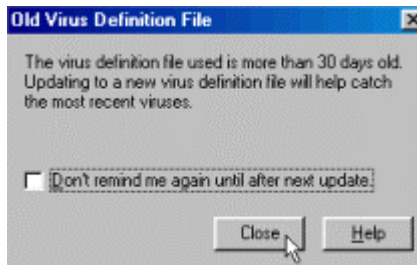 Old Virus Definition File
The virus definition file used is more than 30 days old.
Updating to a new virus definition file will help catch
the most recent viruses.
Don't remind me again until after next update.
Close
Help